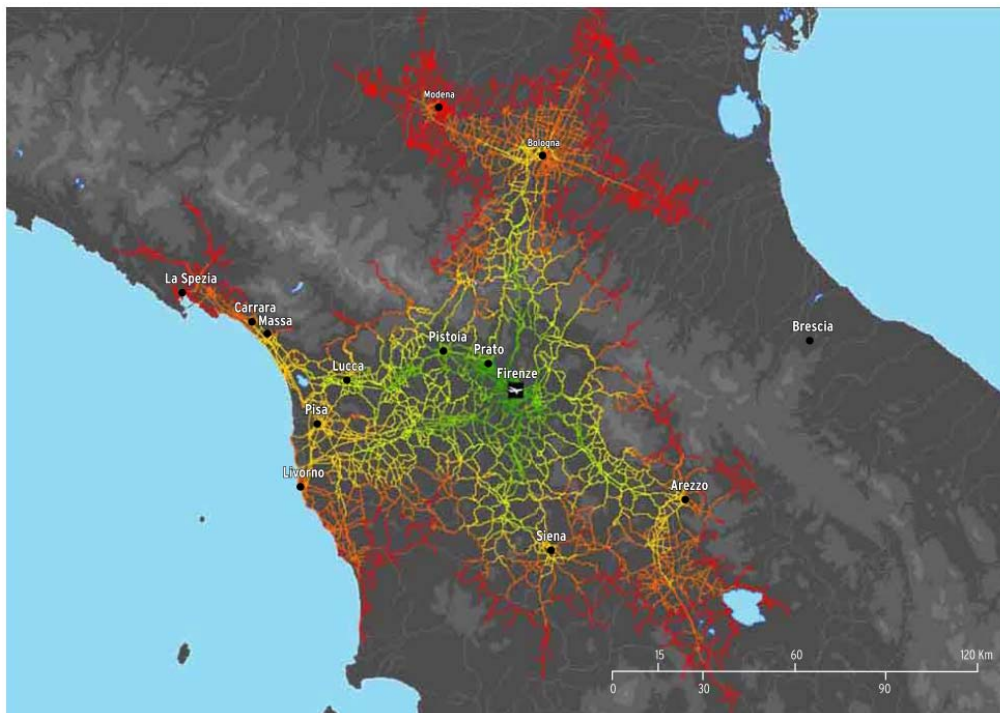 Modena
Bologna
La Spezia
Carrara
Massa
Brescia
Pistoia
Prato
Lucca
Firenze
Pisa
Livorno
Arezzo
Siena
15 60 120 Km
0 30 90